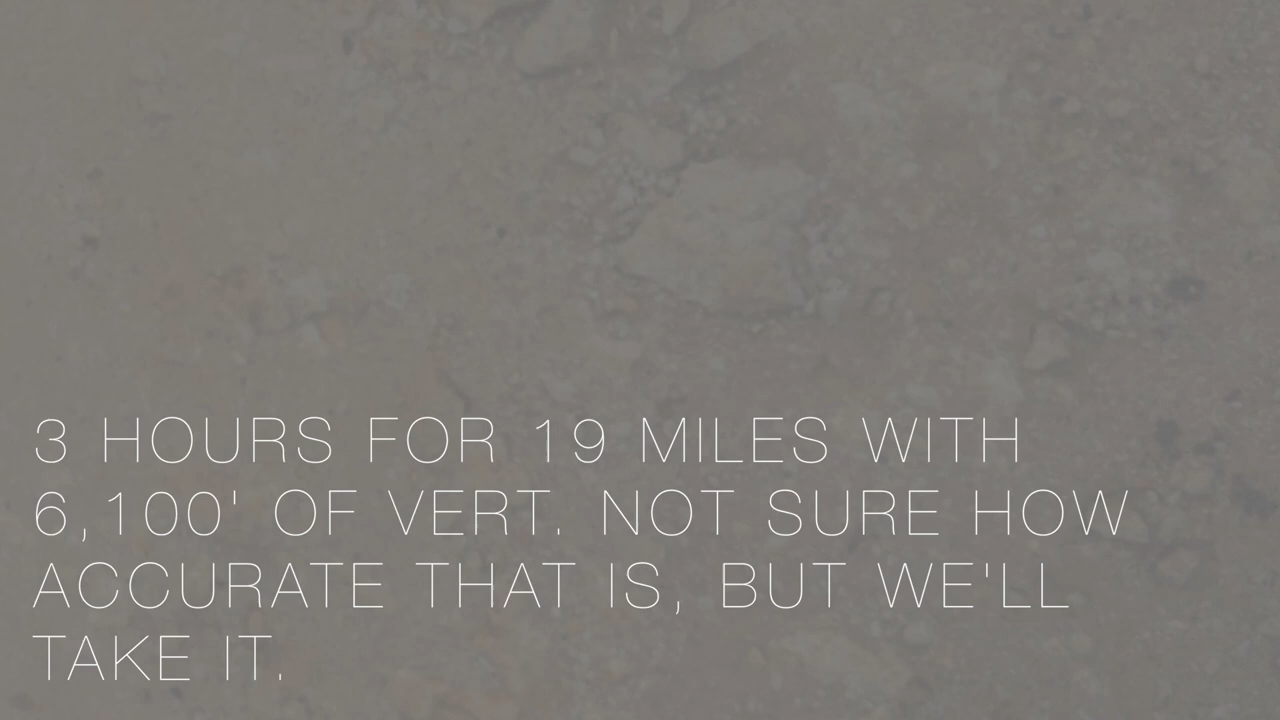 3 HOURS FOR 19 MILES WITH
6,100' OF VERT. NOT SURE HOW
ACCURATE THAT IS, BUT WE'LL
TAKE IT.